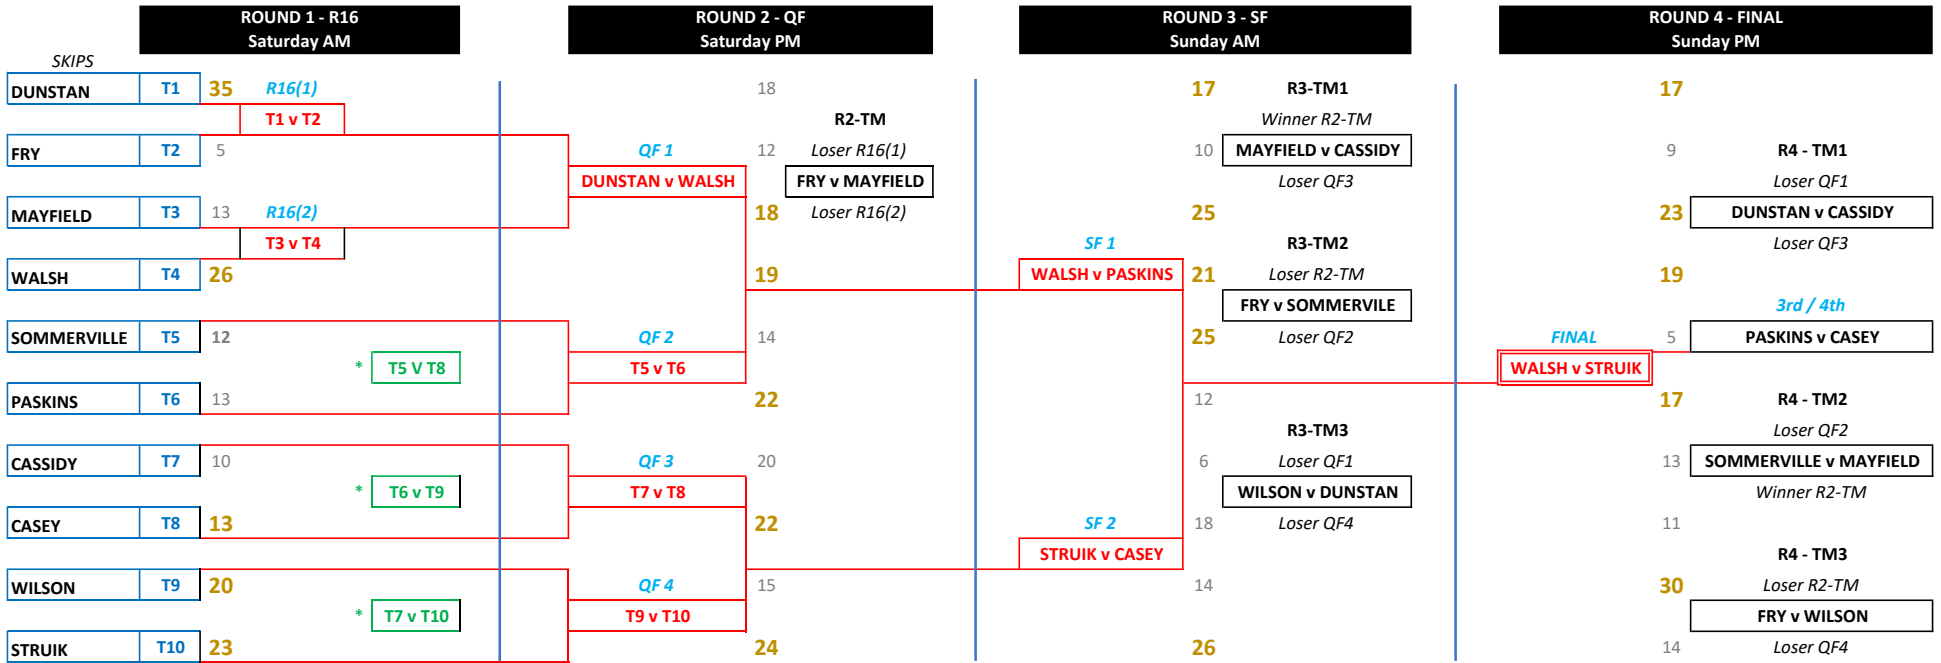 ROUND 1 - R16
Saturday AM
ROUND 2 - QF
Saturday PM
ROUND 3 - SF
Sunday AM
ROUND 4 - FINAL
Sunday PM
SKIPS
DUNSTAN T1 35 R16(1) 18 17 R3-TM1 17
T1 v T2 R2-TM Winner R2-TM
FRY T2 5 QF 1 12 Loser R16(1) 10 MAYFIELD v CASSIDY 9 R4 - TM1
DUNSTAN v WALSH FRY v MAYFIELD Loser QF3 Loser QF1
MAYFIELD T3 13 R16(2) 18 Loser R16(2) 25 23 DUNSTAN v CASSIDY
T3 v T4 SF 1 R3-TM2 Loser QF3
WALSH T4 26 19 WALSH v PASKINS 21 Loser R2-TM 19
FRY v SOMMERVILE 3rd / 4th
SOMMERVILLE T5 12 QF 2 14 25 Loser QF2 FINAL 5 PASKINS v CASEY
* T5 V T8 T5 v T6 WALSH v STRUIK
PASKINS T6 13 22 12 17 R4 - TM2
R3-TM3 Loser QF2
CASSIDY T7 10 QF 3 20 6 Loser QF1 13 SOMMERVILLE v MAYFIELD
* T6 v T9 T7 v T8 WILSON v DUNSTAN Winner R2-TM
CASEY T8 13 22 SF 2 18 Loser QF4 11
STRUIK v CASEY R4 - TM3
WILSON T9 20 QF 4 15 14 30 Loser R2-TM
* T7 v T10 T9 v T10 FRY v WILSON
STRUIK T10 23 24 26 14 Loser QF4